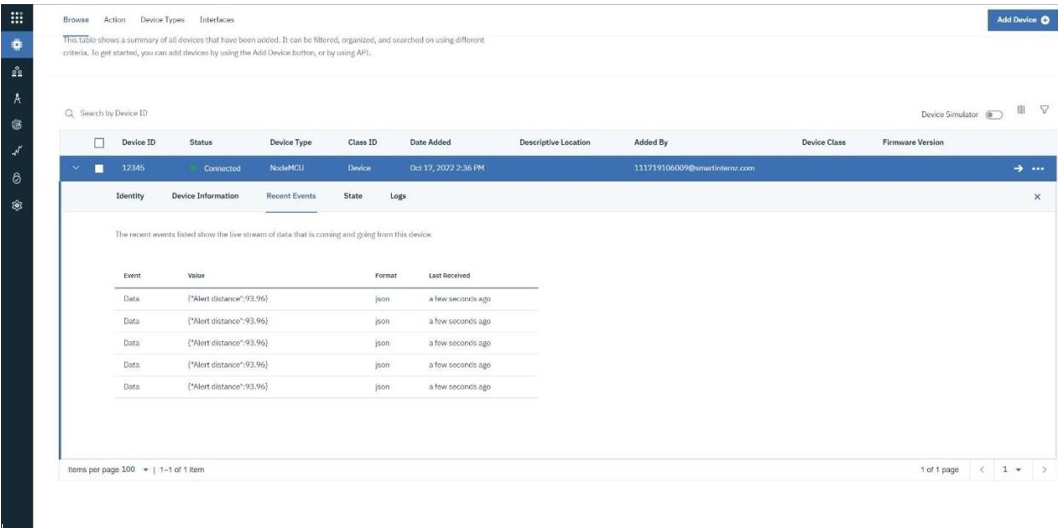 Browse Action Device Types Interfaces
Add Device
This table shows a summary of all devices that have been added. It can be filtered, organized, and searched on using different
criteria. To get started, you can add devices by using the Add Device button, or by using API.
Search by Device ID
Device Simulator
Device ID Status Device Type Class ID Date Added Descriptive Location Added By Device Class Firmware Version
12345 Connected NodeMCU Device Oct 17, 2022 2:36 PM 111719106009@smartinternz.com
Identity Device Information Recent Events State Logs
The recent events listed show the live stream of data that is coming and going from this device.
Event Value Format Last Received
Data {"Alert distance":93.96} json a few seconds ago
Data {"Alert distance":93.96} json a few seconds ago
Data {"Alert distance":93.96} json a few seconds ago
Data {"Alert distance":93.96} json a few seconds ago
Data {"Alert distance":93.96} json a few seconds ago
Items per page 100 | 1–1 of 1 item
1 of 1 page 1